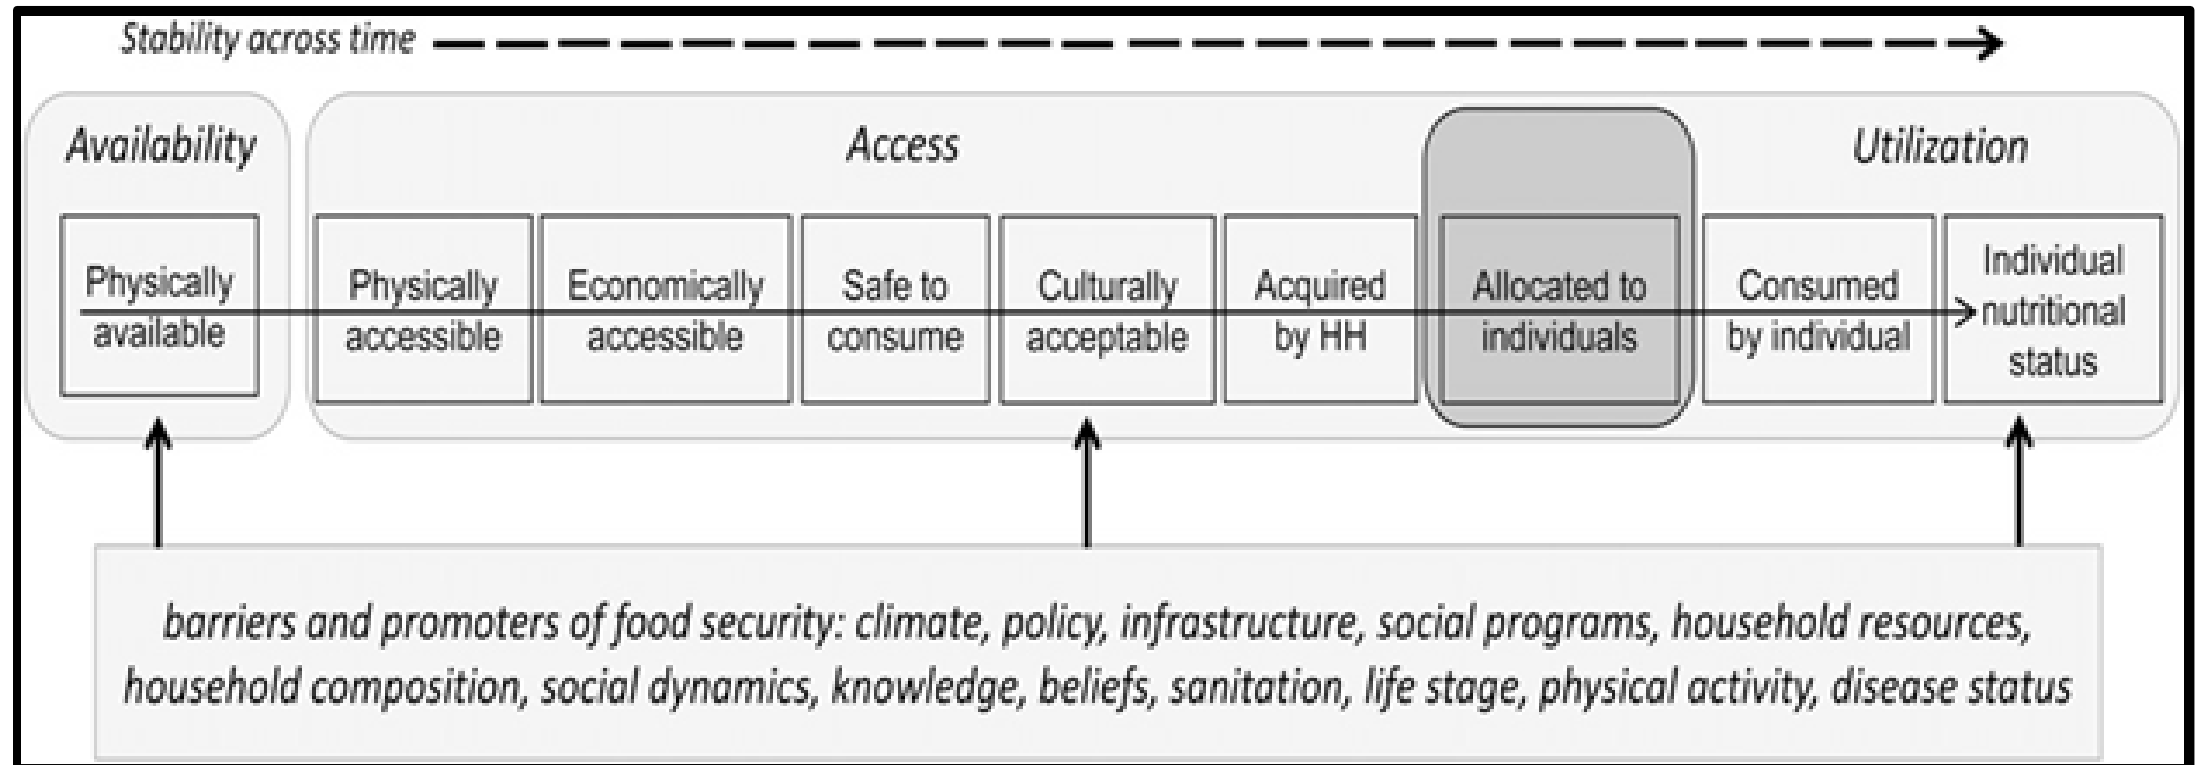 Stability across time
Availability
Access
Utilization
Physically
available
Physically
accessible
Economically
accessible
Safe to
consume
Culturally
acceptable
Acquired
by HH
Allocated to
individuals
Consumed
by individual
Individual
nutritional
status
barriers and promoters of food security: climate, policy, infrastructure, social programs, household resources,
household composition, social dynamics, knowledge, beliefs, sanitation, life stage, physical activity, disease status